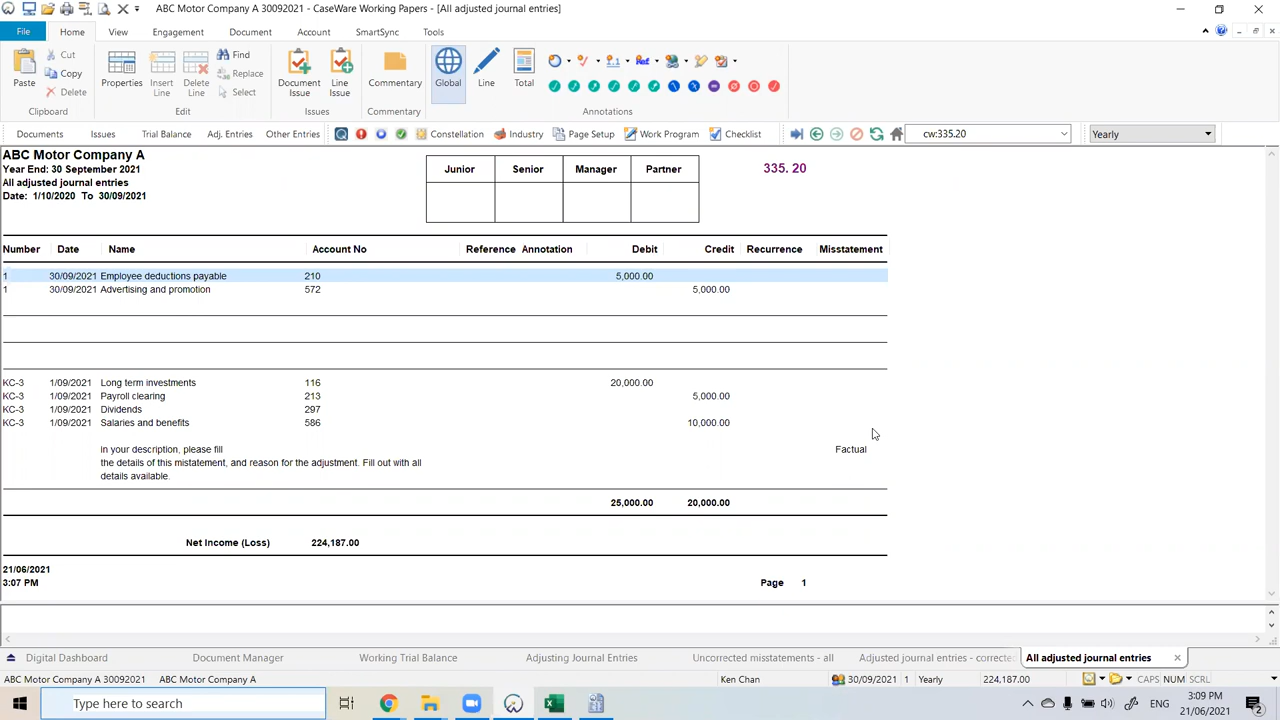 ABC Motor Company A 30092021 - CaseWare Working Papers - [All adjusted journal entries]
File Home View Engagement Document Account SmartSync Tools
Paste Cut Copy Delete
Clipboard
Properties Insert Line Delete Line Find Replace Select
Edit
Document Issue Line Issue
Issues
Commentary
Commentary
Global Line Total
Ref
Annotations
Documents Issues Trial Balance Adj. Entries Other Entries Constellation Industry Page Setup Work Program Checklist cw:335.20 Yearly
ABC Motor Company A
Year End: 30 September 2021
All adjusted journal entries
Date: 1/10/2020 To 30/09/2021
Junior Senior Manager Partner
335. 20
Number Date Name Account No Reference Annotation Debit Credit Recurrence Misstatement
1 30/09/2021 Employee deductions payable 210 5,000.00
1 30/09/2021 Advertising and promotion 572 5,000.00
KC-3 1/09/2021 Long term investments 116 20,000.00
KC-3 1/09/2021 Payroll clearing 213 5,000.00
KC-3 1/09/2021 Dividends 297
KC-3 1/09/2021 Salaries and benefits 586 10,000.00
in your description, please fill Factual
the details of this mistatement, and reason for the adjustment. Fill out with all
details available.
25,000.00 20,000.00
Net Income (Loss) 224,187.00
21/06/2021
3:07 PM Page 1
Digital Dashboard Document Manager Working Trial Balance Adjusting Journal Entries Uncorrected misstatements - all Adjusted journal entries - correcte All adjusted journal entries
ABC Motor Company A 30092021 ABC Motor Company A Ken Chan 30/09/2021 1 Yearly 224,187.00 CAPS NUM SCRL
Type here to search ENG 3:09 PM
21/06/2021 2